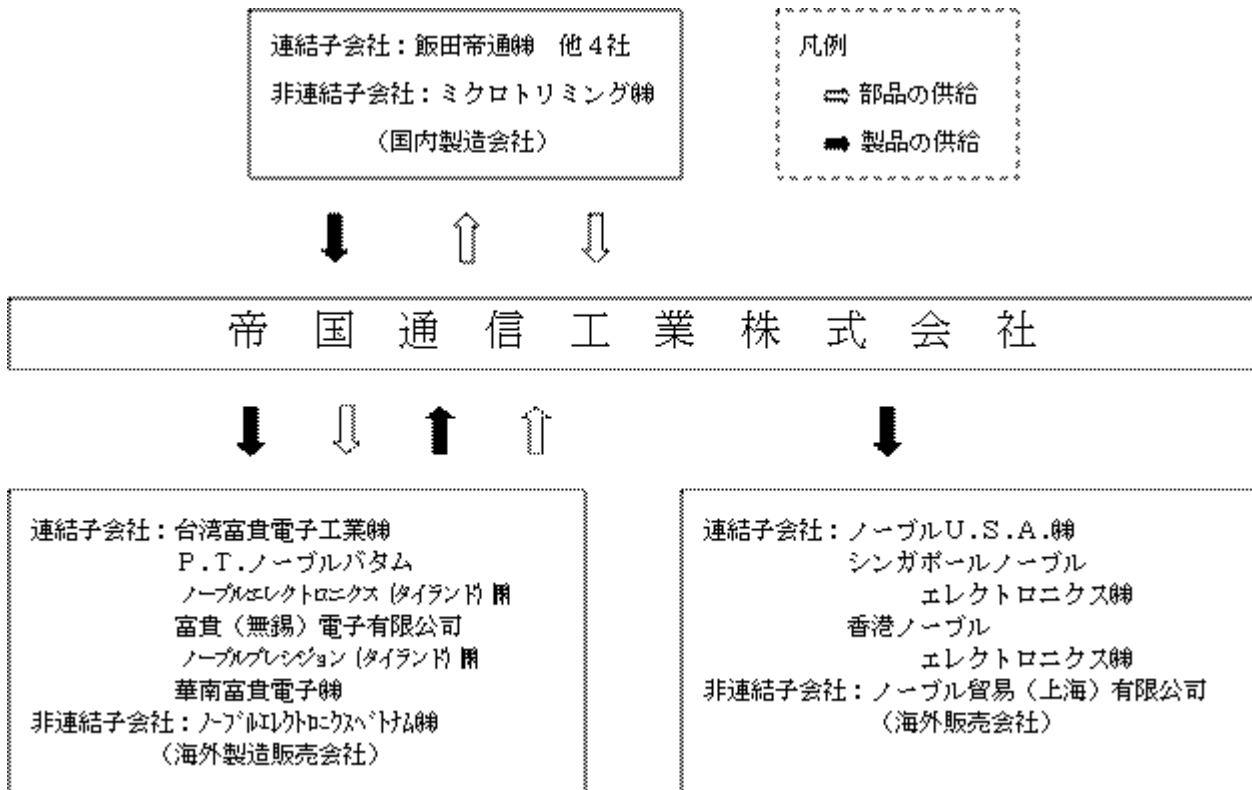 連結子会社：飯田帝通㈱　他４社
非連結子会社：ミクロトリミング㈱
（国内製造会社）
凡例
⇨ 部品の供給
➡ 製品の供給
帝国通信工業株式会社
連結子会社：台湾富貴電子工業㈱
Ｐ.Ｔ.ノーブルバタム
ノーブルエレクトロニクス（タイランド）㈲
富貴（無錫）電子有限公司
ノーブルプレシジョン（タイランド）㈲
華南富貴電子㈱
非連結子会社：ﾉｰﾌﾞﾙｴﾚｸﾄﾛﾆｸｽﾍﾞﾄﾅﾑ㈱
（海外製造販売会社）
連結子会社：ノーブルＵ.Ｓ.Ａ.㈱
シンガポールノーブル
エレクトロニクス㈱
香港ノーブル
エレクトロニクス㈱
非連結子会社：ノーブル貿易（上海）有限公司
（海外販売会社）